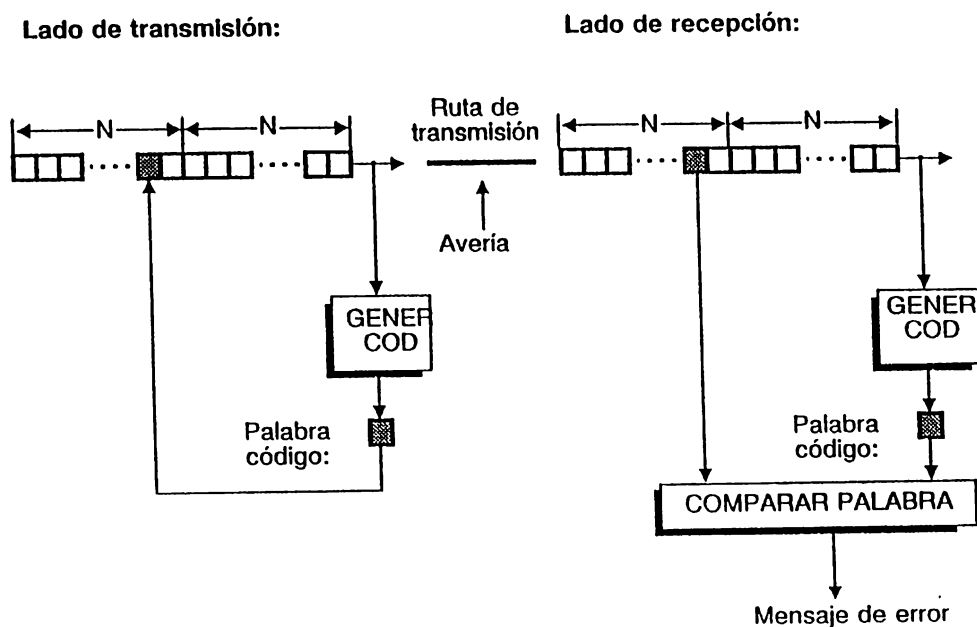 Lado de transmisión:
Lado de recepción:
N
N
Ruta de
transmisión
N
N
Avería
GENER
COD
GENER
COD
Palabra
código:
Palabra
código:
COMPARAR PALABRA
Mensaje de error